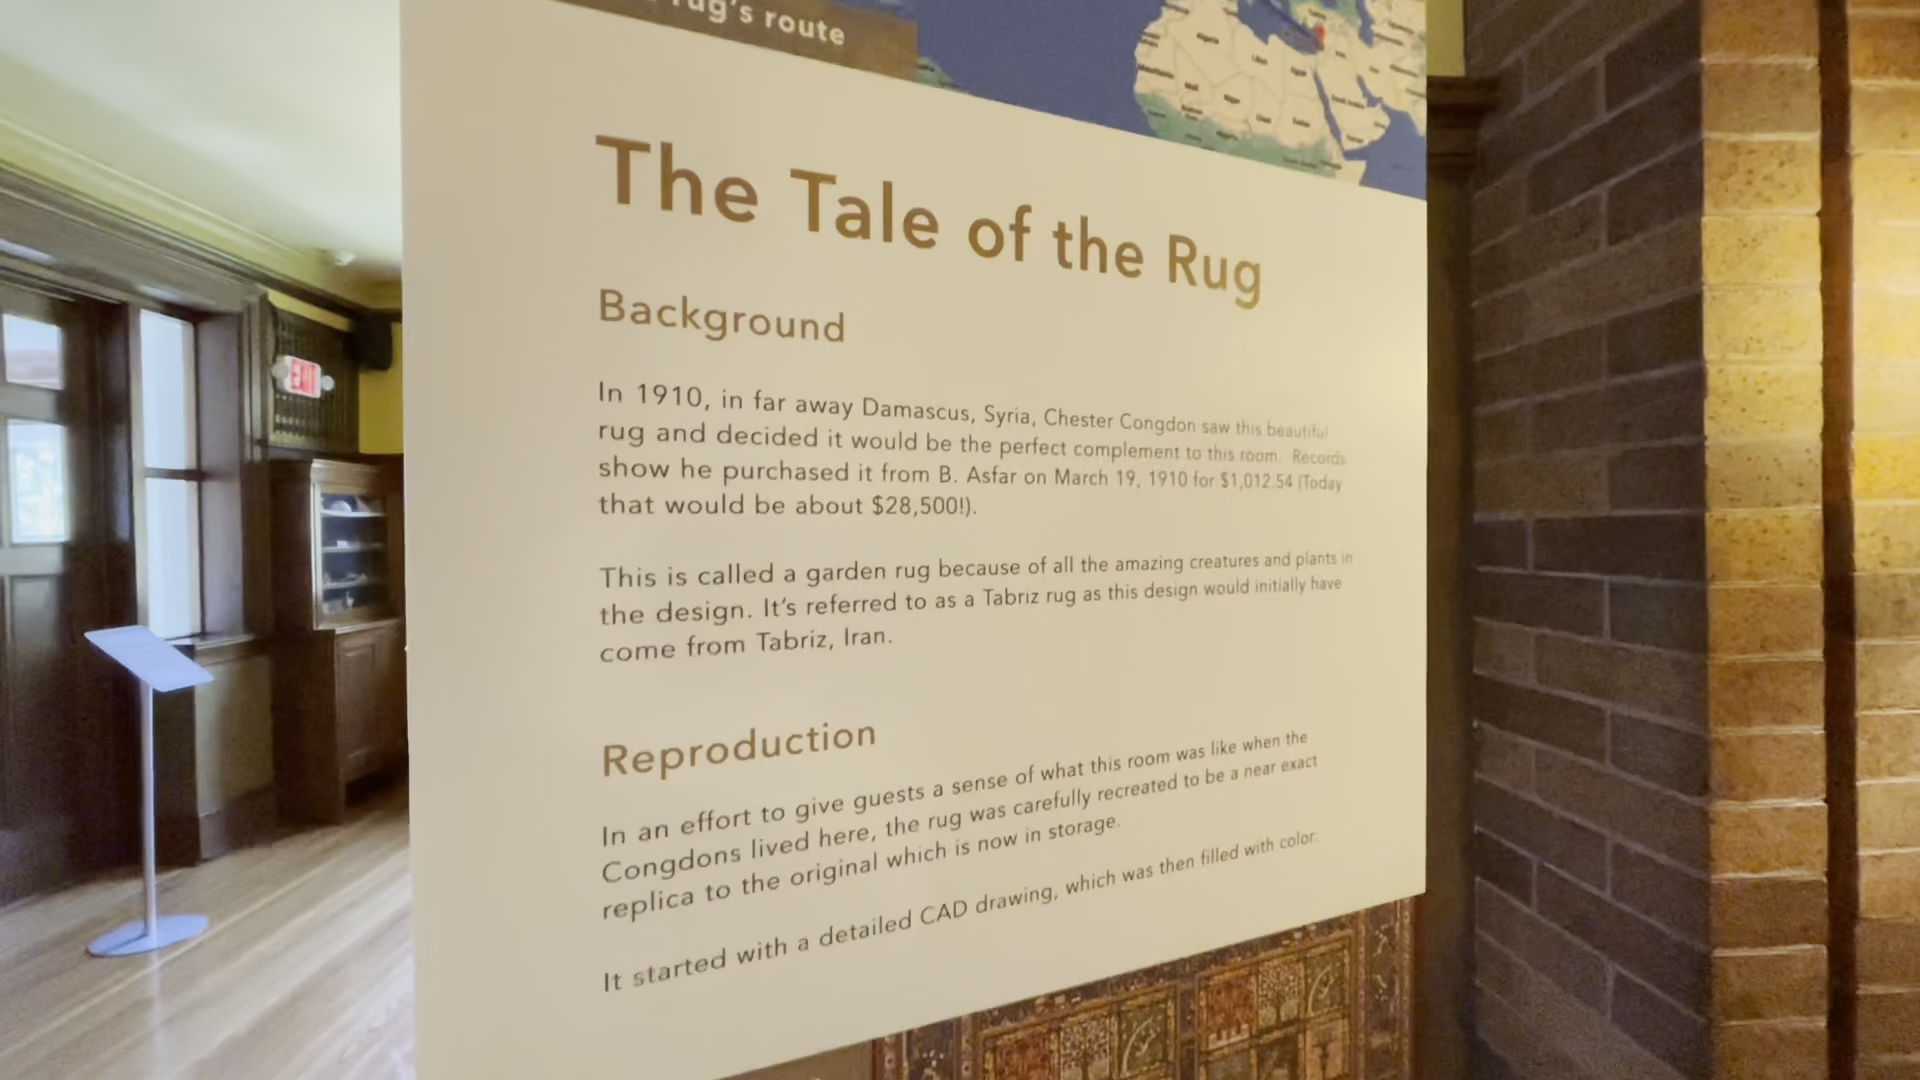 rug's route
The Tale of the Rug
Background
In 1910, in far away Damascus, Syria, Chester Congdon saw this beautiful
rug and decided it would be the perfect complement to this room. Records
show he purchased it from B. Asfar on March 19, 1910 for $1,012.54 (Today
that would be about $28,500!).
This is called a garden rug because of all the amazing creatures and plants in
the design. It's referred to as a Tabriz rug as this design would initially have
come from Tabriz, Iran.
Reproduction
In an effort to give guests a sense of what this room was like when the
Congdons lived here, the rug was carefully recreated to be a near exact
replica to the original which is now in storage.
It started with a detailed CAD drawing, which was then filled with color.